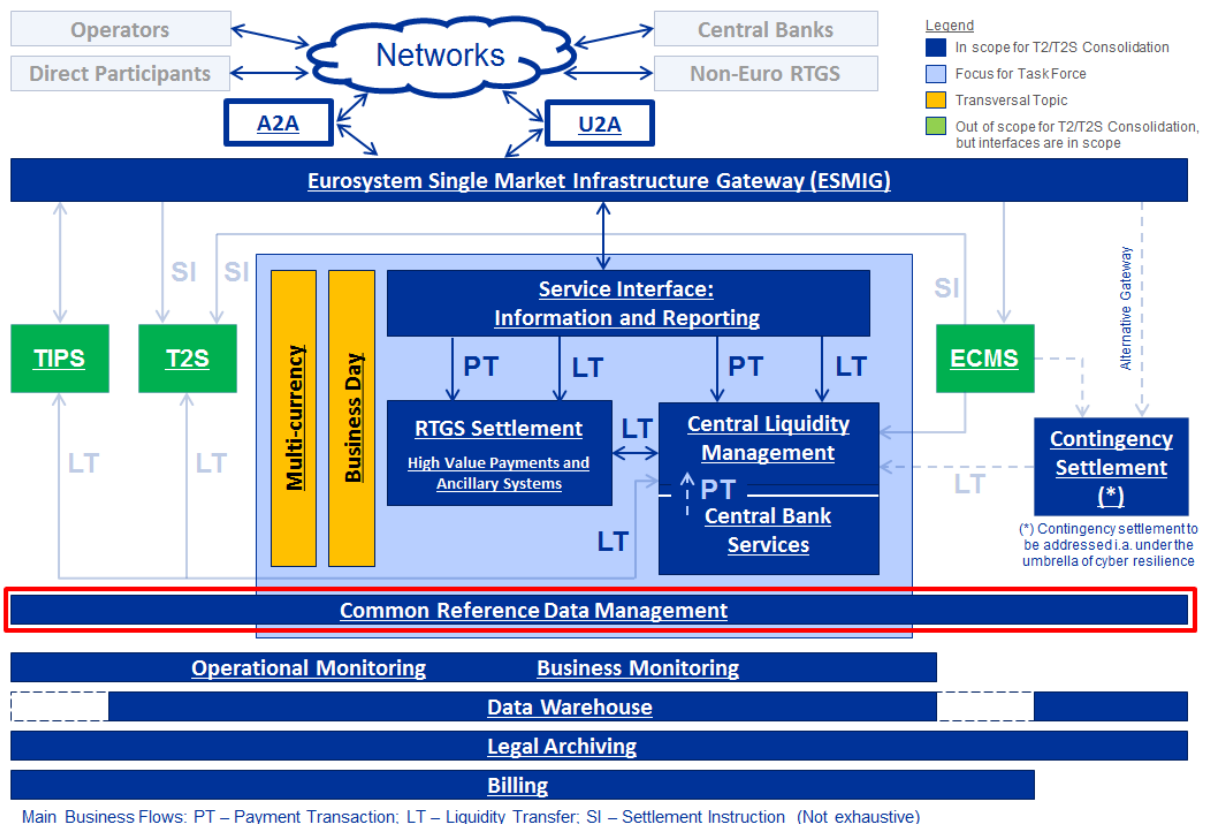 Operators
Direct Participants
Networks
Central Banks
Non-Euro RTGS
Legend
In scope for T2/T2S Consolidation
Focus for Task Force
Transversal Topic
Out of scope for T2/T2S Consolidation,
but interfaces are in scope
A2A
U2A
Eurosystem Single Market Infrastructure Gateway (ESMIG)
SI
SI
SI
Alternative Gateway
Multi-currency
Business Day
Service Interface:
Information and Reporting
TIPS
T2S
ECMS
PT
LT
PT
LT
RTGS Settlement
High Value Payments and
Ancillary Systems
LT
Central Liquidity
Management
PT
Central Bank
Services
Contingency
Settlement
(*)
LT
LT
LT
LT
(*) Contingency settlement to
be addressed i.a. under the
umbrella of cyber resilience
Common Reference Data Management
Operational Monitoring
Business Monitoring
Data Warehouse
Legal Archiving
Billing
Main Business Flows: PT – Payment Transaction; LT – Liquidity Transfer; SI – Settlement Instruction (Not exhaustive)